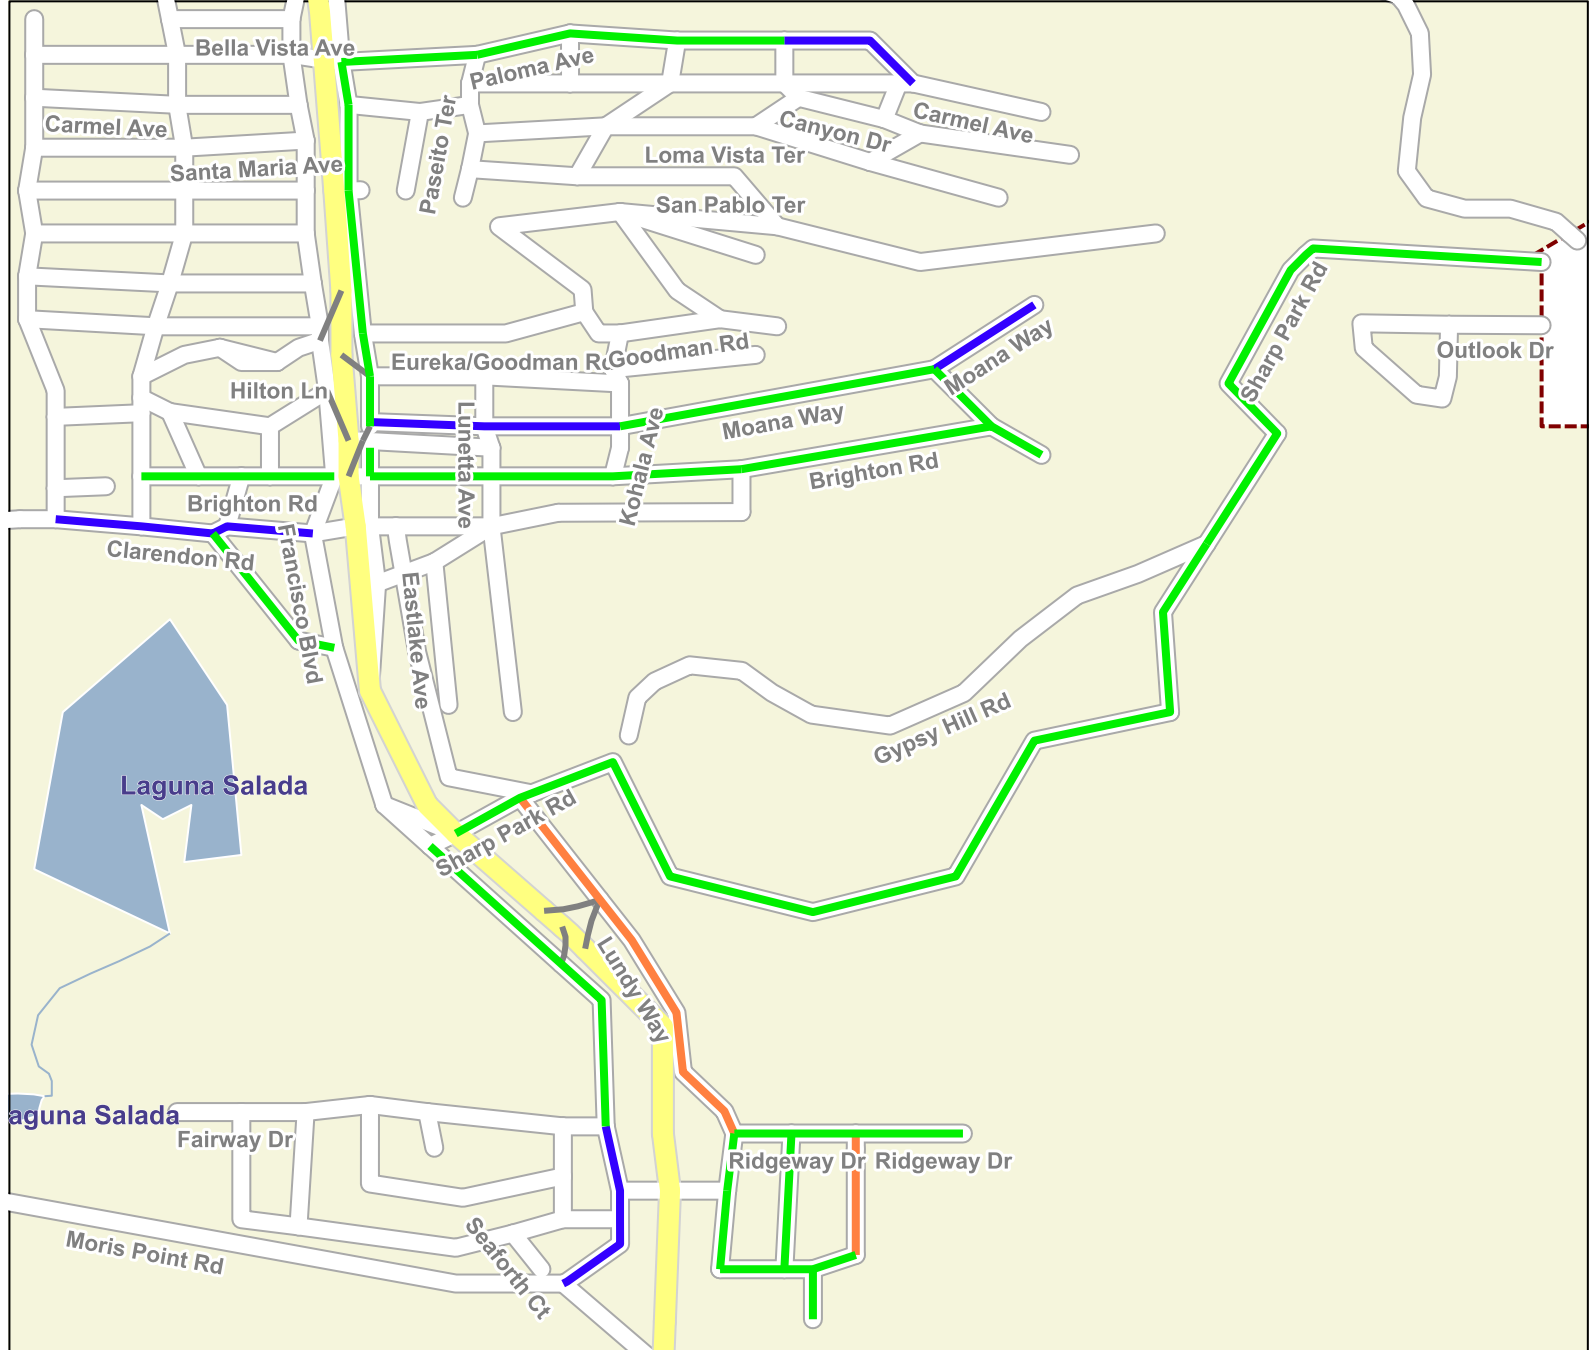 Bella Vista Ave
Paloma Ave
Carmel Ave
Paseito Ter
Canyon Dr
Carmel Ave
Santa Maria Ave
Loma Vista Ter
San Pablo Ter
Sharp Park Rd
Eureka/Goodman Rd
Goodman Rd
Moana Way
Outlook Dr
Hilton Ln
Lunetta Ave
Kohala Ave
Moana Way
Brighton Rd
Brighton Rd
Clarendon Rd
Francisco Blvd
Eastlake Ave
Gypsy Hill Rd
Laguna Salada
Sharp Park Rd
Lundy Way
aguna Salada
Fairway Dr
Ridgeway Dr
Ridgeway Dr
Moris Point Rd
Seaforth Ct